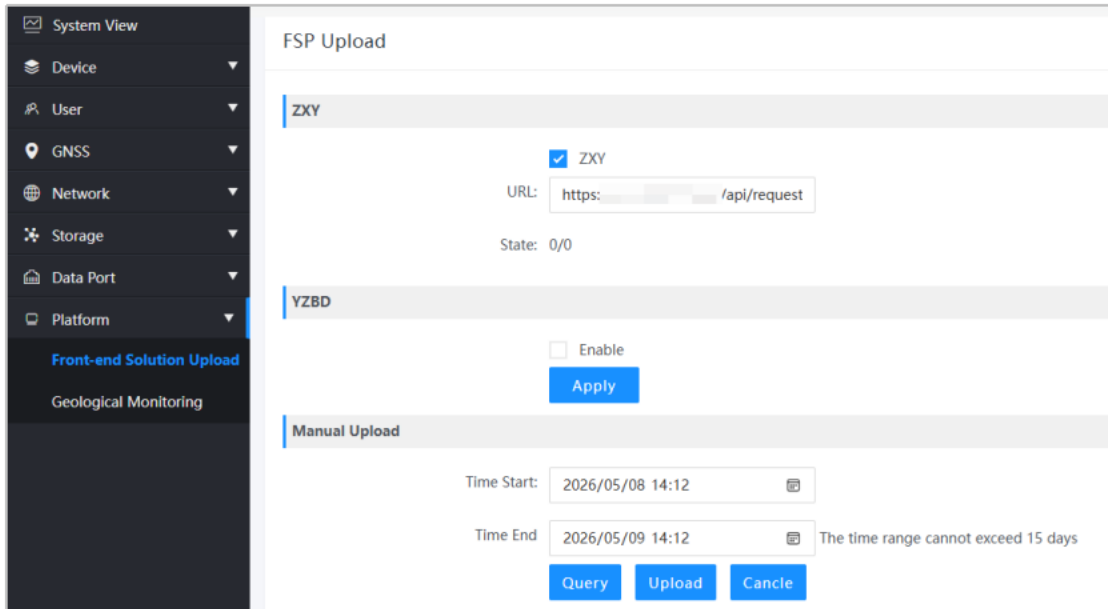 System View
Device
User
GNSS
Network
Storage
Data Port
Platform
Front-end Solution Upload
Geological Monitoring
FSP Upload
ZXY
ZXY
URL: https: /api/request
State: 0/0
YZBD
Enable
Apply
Manual Upload
Time Start: 2026/05/08 14:12
Time End 2026/05/09 14:12 The time range cannot exceed 15 days
Query Upload Cancle